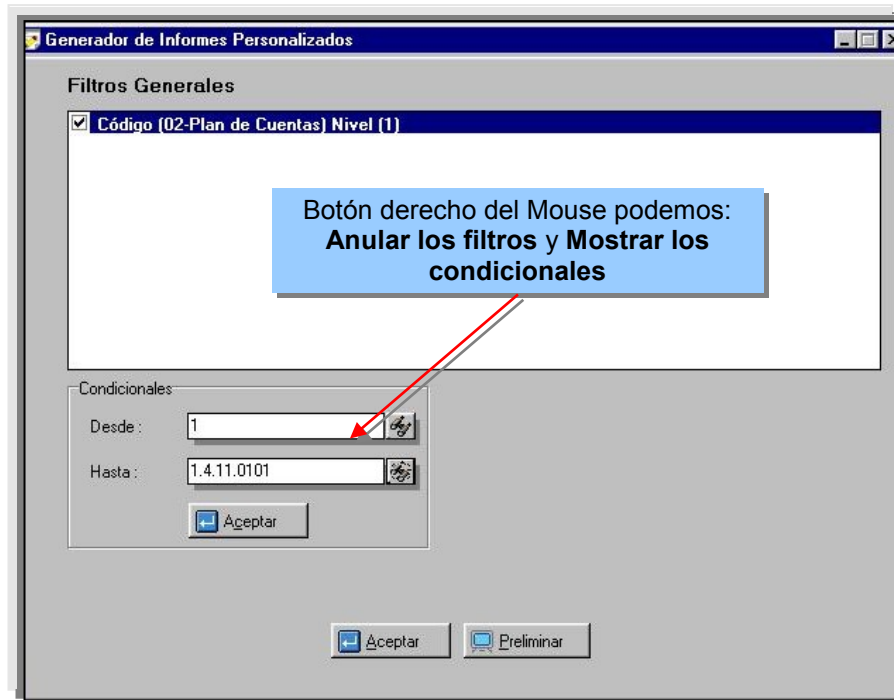 Generador de Informes Personalizados
Filtros Generales
Código (02-Plan de Cuentas) Nivel (1)
Botón derecho del Mouse podemos:
Anular los filtros y Mostrar los
condicionales
Condicionales
Desde : 1
Hasta : 1.4.11.0101
Aceptar
Aceptar Preliminar